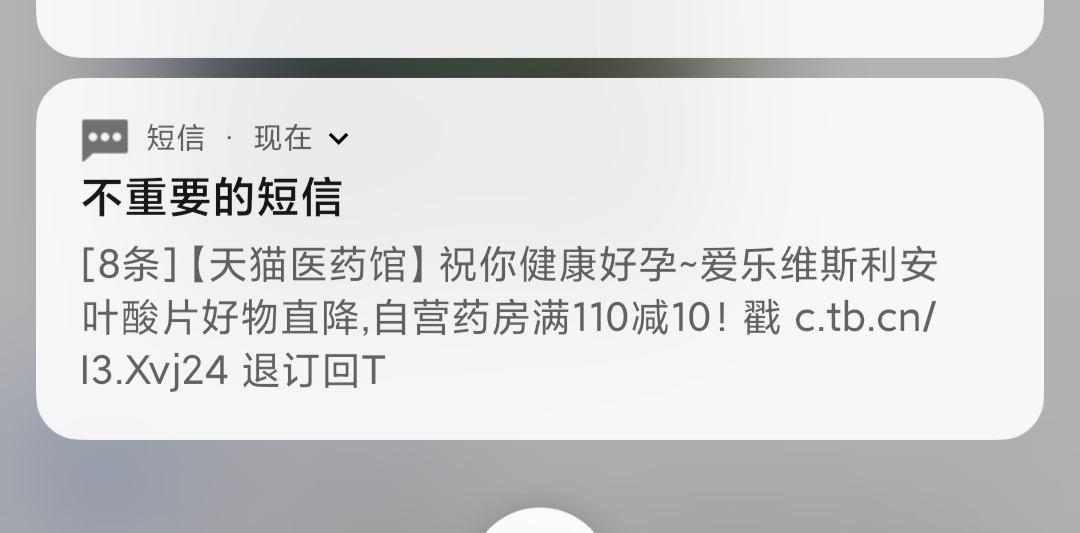 短信 · 现在
不重要的短信
[8条]【天猫医药馆】祝你健康好孕~爱乐维斯利安
叶酸片好物直降,自营药房满110减10！戳 c.tb.cn/
I3.Xvj24 退订回T